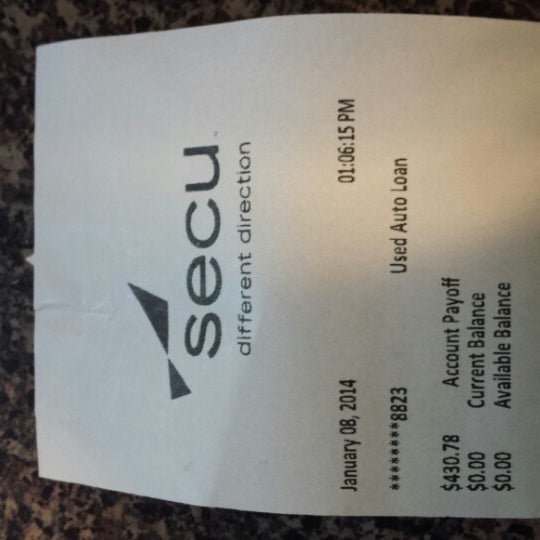 secu
different direction
January 08, 2014 01:06:15 PM
********8823 Used Auto Loan
$430.78 Account Payoff
$0.00 Current Balance
$0.00 Available Balance